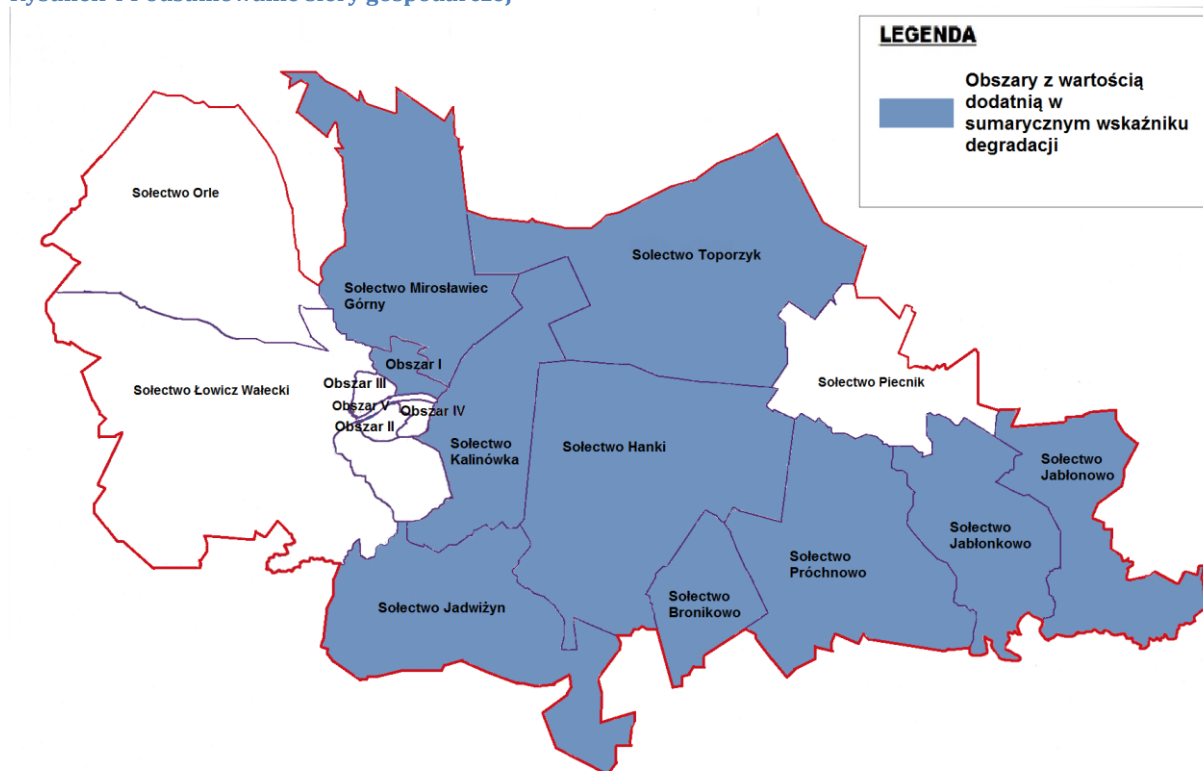 LEGENDA
Obszary z wartością
dodatnią w
sumarycznym wskaźniku
degradacji
Sołectwo Orle
Sołectwo Toporzyk
Sołectwo Mirosławiec
Górny
Obszar I
Sołectwo Łowicz Wałecki
Obszar III
Sołectwo Piecnik
Obszar V
Obszar IV
Obszar II
Sołectwo
Kalinówka
Sołectwo Hanki
Sołectwo
Jabłonowo
Sołectwo
Jabłonkowo
Sołectwo
Próchnowo
Sołectwo
Bronikowo
Sołectwo Jadwiżyn